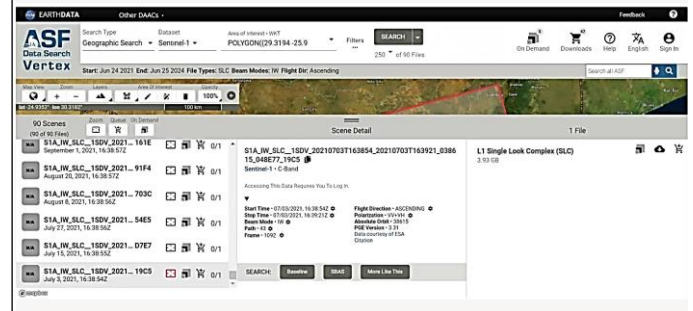 EARTHDATA Other DAACs Feedback
ASF
Data Search
Vertex
Search Type
Geographic Search
Dataset
Sentinel-1
Area of Interest • WKT
POLYGON((29.3194 -25.9
Filters
...
SEARCH
250 of 90 Files
On Demand
Downloads
Help
English
Sign In
Start: Jun 24 2021 End: Jun 25 2024 File Types: SLC Beam Modes: IW Flight Dir: Ascending
Search all ASF
Map View Zoom Layers Area Of Interest Opacity
100%
100 km
90 Scenes
(90 of 90 Files)
Zoom Queue On Demand
Scene Detail
1 File
S1A_IW_SLC__1SDV_2021... 161E
September 1, 2021, 16:38:57Z
0/1
S1A_IW_SLC__1SDV_2021... 91F4
August 20, 2021, 16:38:57Z
0/1
S1A_IW_SLC__1SDV_2021... 703C
August 8, 2021, 16:38:56Z
0/1
S1A_IW_SLC__1SDV_2021... 54E5
July 27, 2021, 16:38:56Z
0/1
S1A_IW_SLC__1SDV_2021... D7E7
July 15, 2021, 16:38:55Z
0/1
S1A_IW_SLC__1SDV_2021... 19C5
July 3, 2021, 16:38:54Z
0/1
mapbox
S1A_IW_SLC__1SDV_20210703T163854_20210703T163921_0386
15_048E77_19C5
Sentinel-1 • C-Band
Accessing This Data Requires You To Log in.
Start Time • 07/03/2021, 16:38:54Z
Stop Time • 07/03/2021, 16:39:21Z
Beam Mode • IW
Path • 43
Frame • 1092
Flight Direction • ASCENDING
Polarization • VV+VH
Absolute Orbit • 38615
PGE Version • 3.31
Data courtesy of ESA
Citation
SEARCH: Baseline SBAS More Like This
L1 Single Look Complex (SLC)
3.93 GB